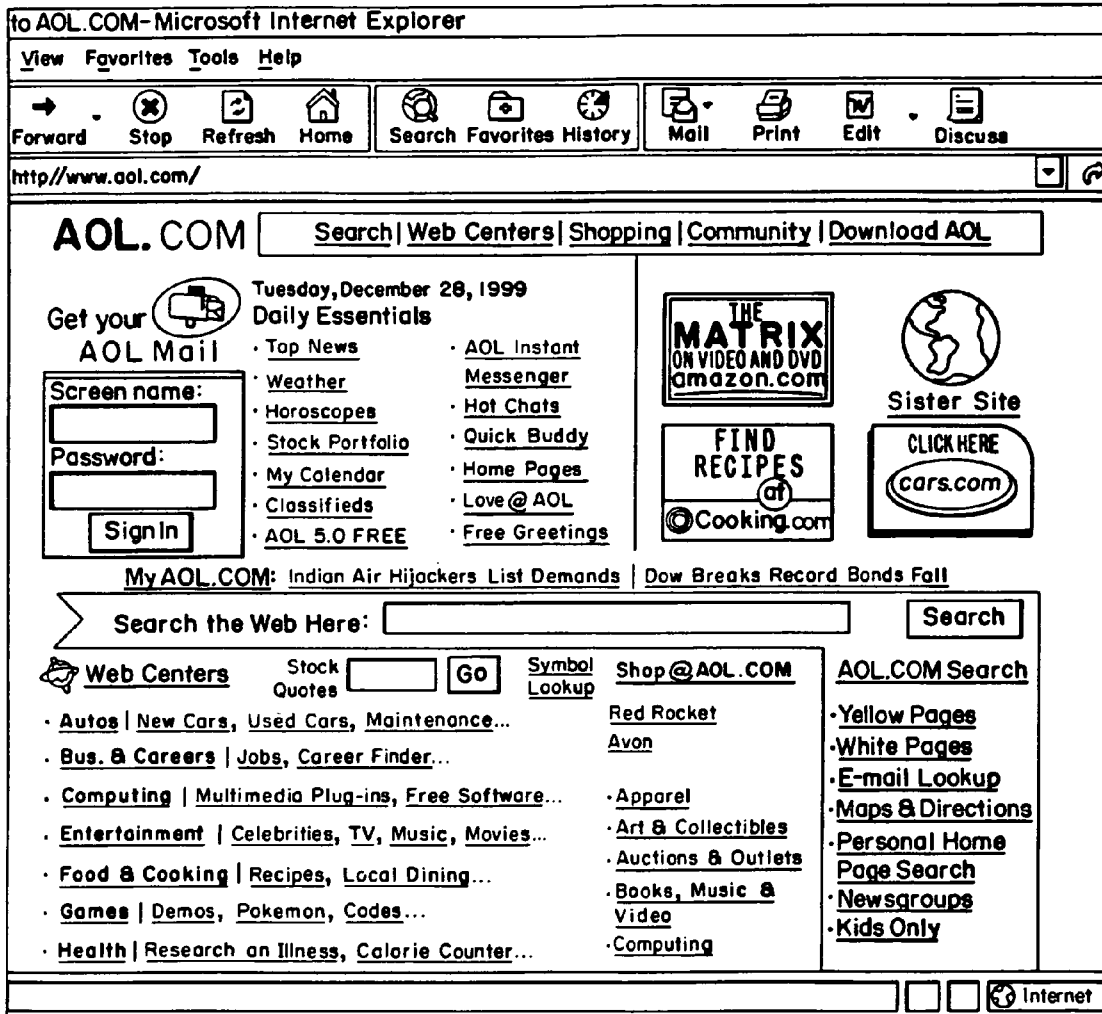 to AOL.COM-Microsoft Internet Explorer
View Favorites Tools Help
Forward Stop Refresh Home Search Favorites History Mail Print Edit Discuss
http//www.aol.com/
AOL.COM Search | Web Centers | Shopping | Community | Download AOL
Get your
AOL Mail
Screen name:
Password:
Sign In
Tuesday, December 28, 1999
Daily Essentials
· Top News
· Weather
· Horoscopes
· Stock Portfolio
· My Calendar
· Classifieds
· AOL 5.0 FREE
· AOL Instant
Messenger
· Hot Chats
· Quick Buddy
· Home Pages
· Love@AOL
· Free Greetings
THE
MATRIX
ON VIDEO AND DVD
amazon.com
Sister Site
FIND
RECIPES
at
Cooking.com
CLICK HERE
cars.com
My AOL.COM: Indian Air Hijackers List Demands | Dow Breaks Record Bonds Fall
Search the Web Here: Search
Web Centers
Stock
Quotes
Go
Symbol
Lookup
· Autos | New Cars, Used Cars, Maintenance...
· Bus. & Careers | Jobs, Career Finder...
· Computing | Multimedia Plug-ins, Free Software...
· Entertainment | Celebrities, TV, Music, Movies...
· Food & Cooking | Recipes, Local Dining...
· Games | Demos, Pokemon, Codes...
· Health | Research an Illness, Calorie Counter...
Shop@AOL.COM
Red Rocket
Avon
· Apparel
· Art & Collectibles
· Auctions & Outlets
· Books, Music &
Video
· Computing
AOL.COM Search
· Yellow Pages
· White Pages
· E-mail Lookup
· Maps & Directions
· Personal Home
Page Search
· Newsgroups
· Kids Only
Internet